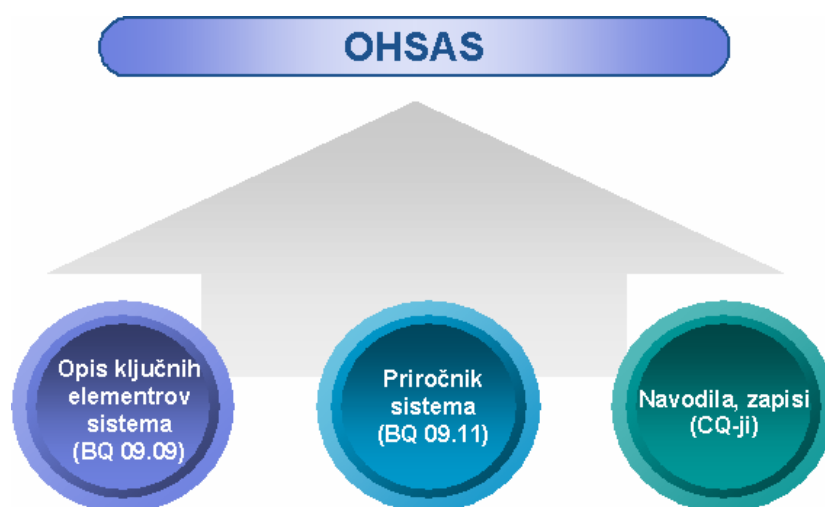 OHSAS
Opis ključnih
elementrov
sistema
(BQ 09.09)
Priročnik
sistema
(BQ 09.11)
Navodila, zapisi
(CQ-ji)